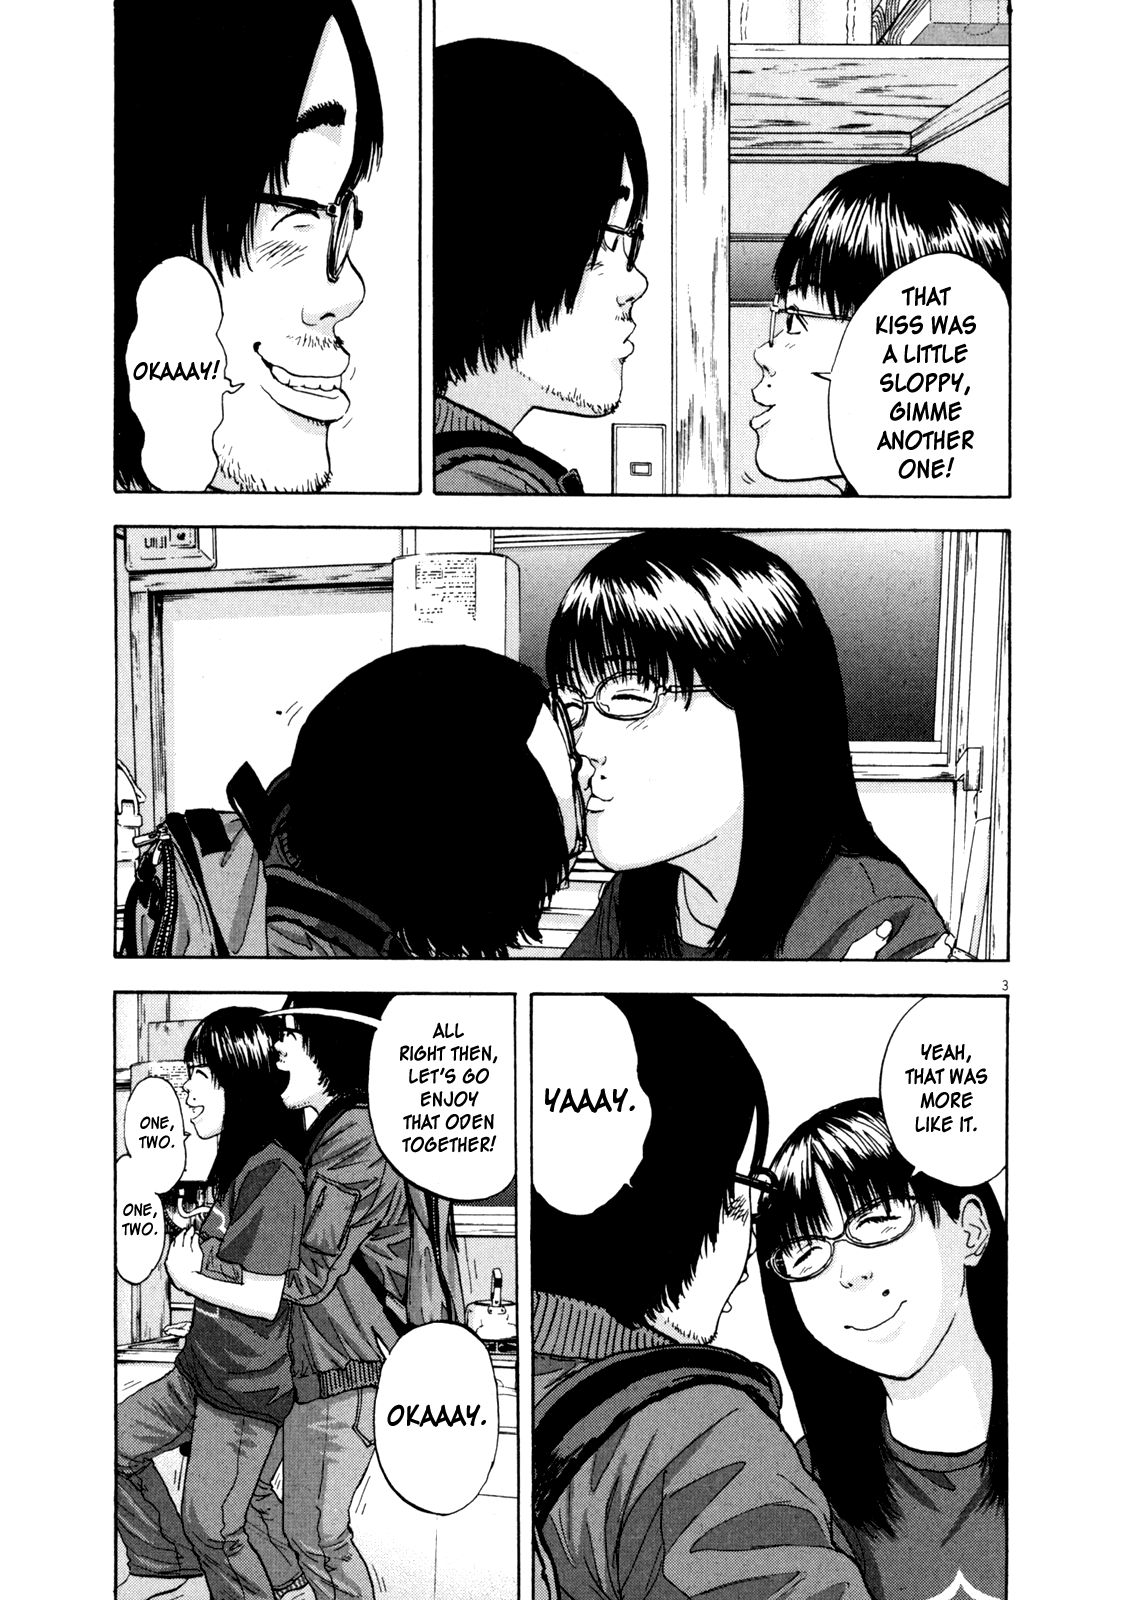 THAT
KISS WAS
A LITTLE
SLOPPY,
GIMME
ANOTHER
ONE!
OKAAAY!
3
YEAH,
THAT WAS
MORE
LIKE IT.
YAAAY.
ALL
RIGHT THEN,
LET'S GO
ENJOY
THAT ODEN
TOGETHER!
ONE,
TWO.
ONE,
TWO.
OKAAAY.